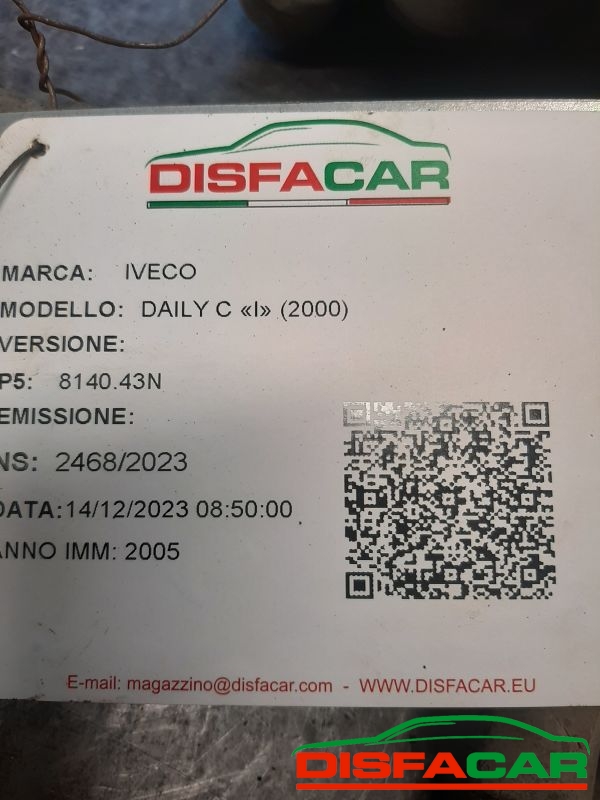 DISFACAR
MARCA: IVECO
MODELLO: DAILY C «I» (2000)
VERSIONE:
P5: 8140.43N
EMISSIONE:
NS: 2468/2023
DATA:14/12/2023 08:50:00
ANNO IMM: 2005
E-mail: magazzino@disfacar.com - WWW.DISFACAR.EU
DISFACAR